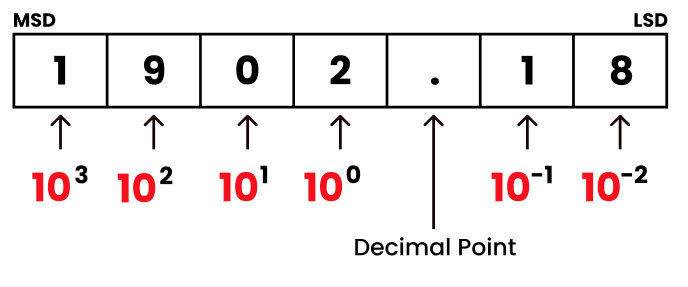 MSD LSD
1 9 0 2 . 1 8
10³ 10² 10¹ 10⁰ 10⁻¹ 10⁻²
Decimal Point